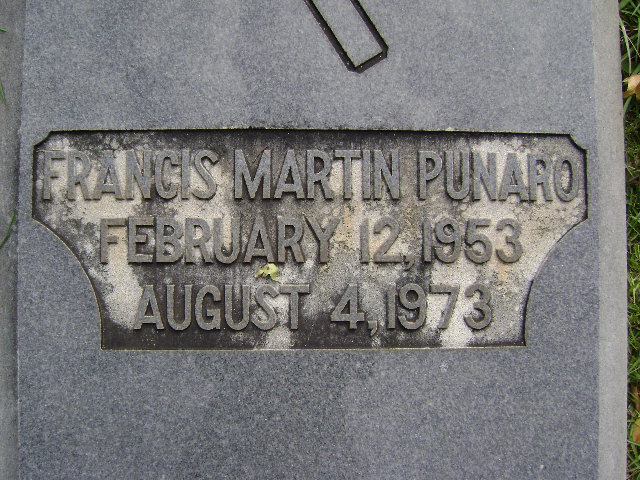 FRANCIS MARTIN PUNARO
FEBRUARY 12, 1953
AUGUST 4, 1973